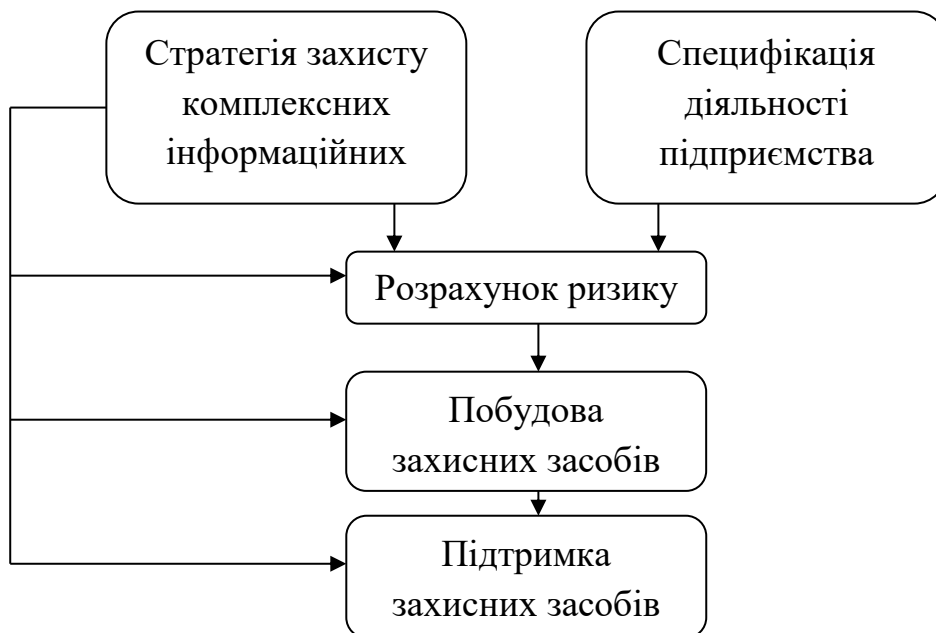 Стратегія захисту
комплексних
інформаційних
Специфікація
діяльності
підприємства
Розрахунок ризику
Побудова
захисних засобів
Підтримка
захисних засобів